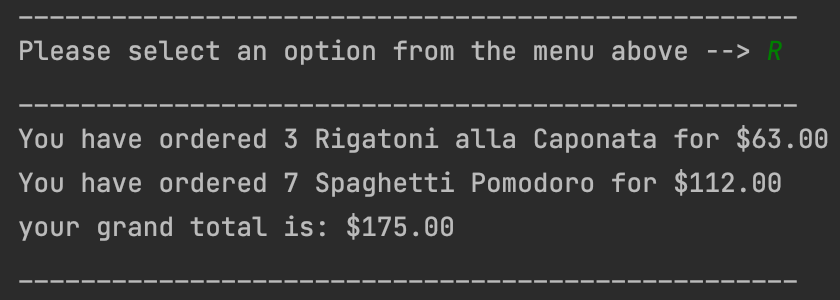 --------------------------------------------------
Please select an option from the menu above --> R
--------------------------------------------------
You have ordered 3 Rigatoni alla Caponata for $63.00
You have ordered 7 Spaghetti Pomodoro for $112.00
your grand total is: $175.00
--------------------------------------------------